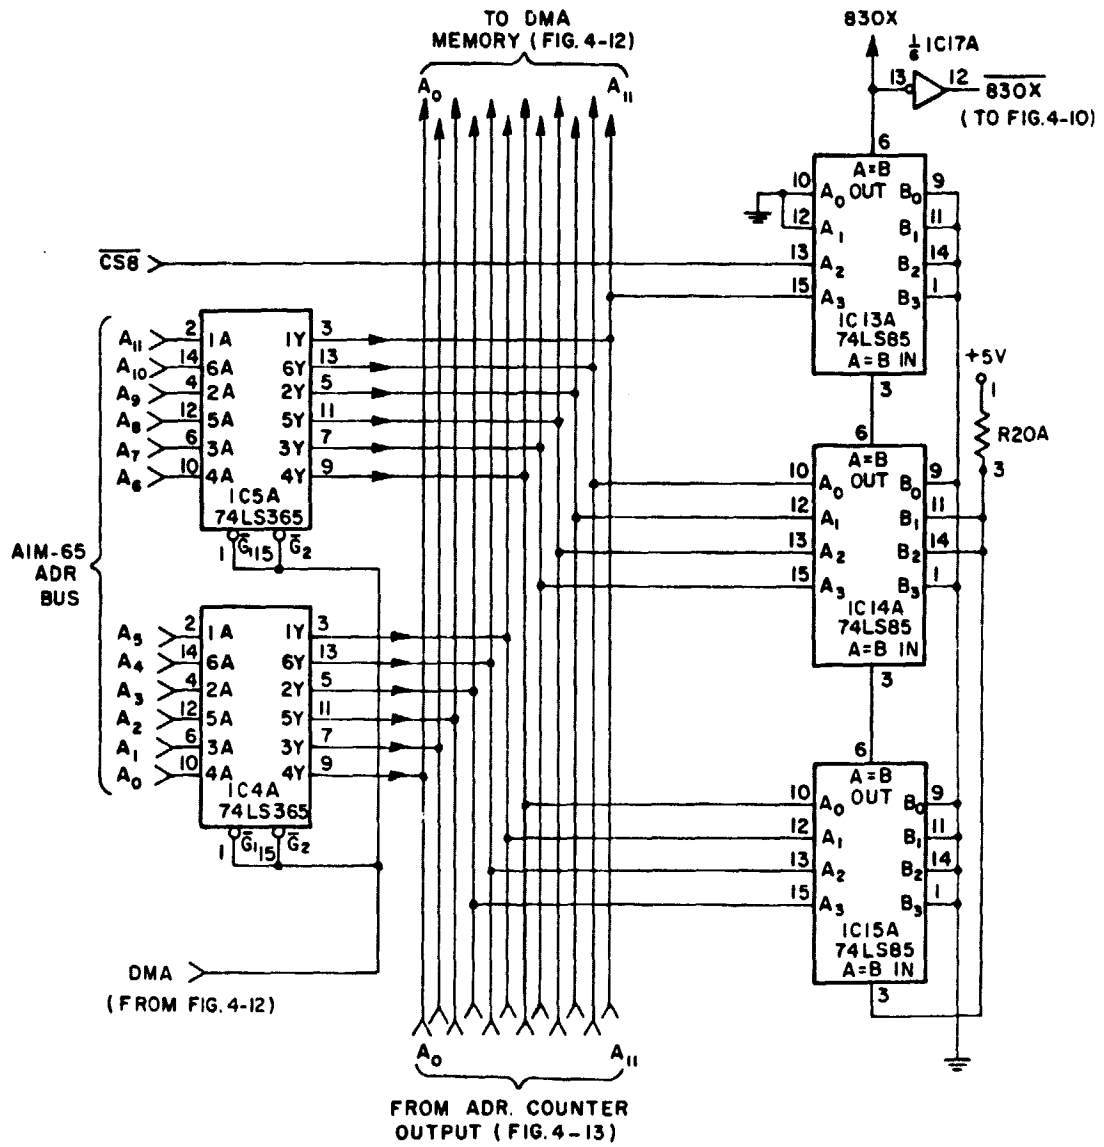 TO DMA
MEMORY (FIG. 4-12)
A0
A11
830X
1/6 IC17A
13
12
830X
(TO FIG. 4-10)
6
A=B
OUT
10 A0 B0 9
12 A1 B1 11
13 A2 B2 14
15 A3 B3 1
IC13A
74LS85
A=B IN
3
CS8
AIM-65
ADR
BUS
A11 2 1A 1Y 3
A10 14 6A 6Y 13
A9 4 2A 2Y 5
A8 12 5A 5Y 11
A7 6 3A 3Y 7
A6 10 4A 4Y 9
IC5A
74LS365
1 G̅1 15 G̅2
+5V
1
R20A
3
6
A=B
OUT
10 A0 B0 9
12 A1 B1 11
13 A2 B2 14
15 A3 B3 1
IC14A
74LS85
A=B IN
3
A5 2 1A 1Y 3
A4 14 6A 6Y 13
A3 4 2A 2Y 5
A2 12 5A 5Y 11
A1 6 3A 3Y 7
A0 10 4A 4Y 9
IC4A
74LS365
1 G̅1 15 G̅2
6
A=B
OUT
10 A0 B0 9
12 A1 B1 11
13 A2 B2 14
15 A3 B3 1
IC15A
74LS85
A=B IN
3
DMA
(FROM FIG. 4-12)
A0
A11
FROM ADR. COUNTER
OUTPUT (FIG. 4-13)